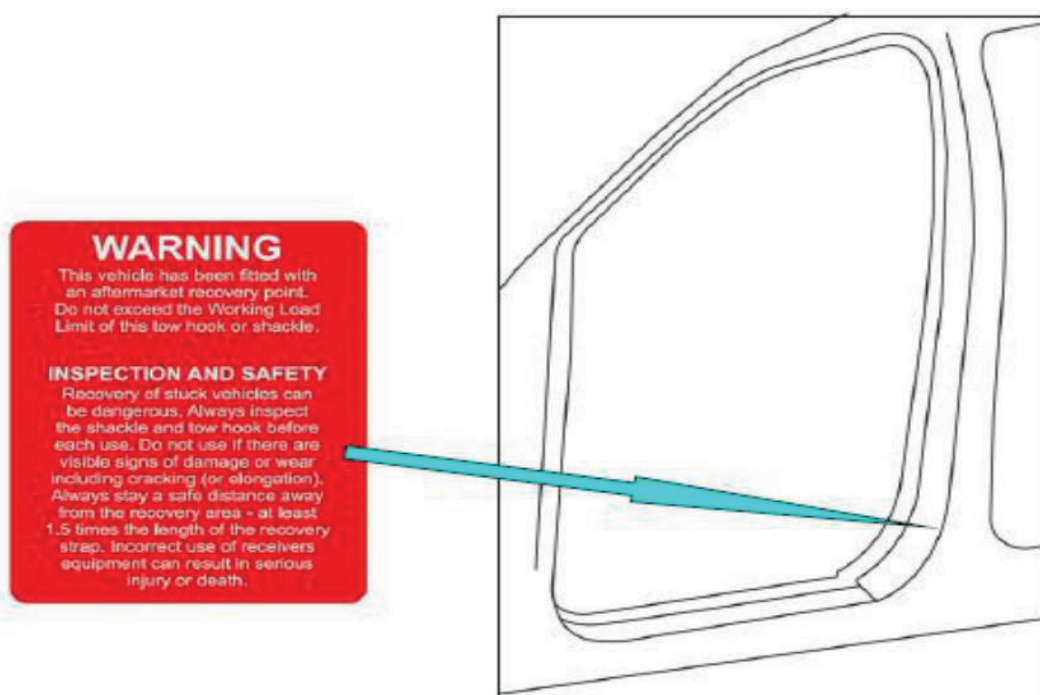 WARNING
This vehicle has been fitted with
an aftermarket recovery point.
Do not exceed the Working Load
Limit of this tow hook or shackle.
INSPECTION AND SAFETY
Recovery of stuck vehicles can
be dangerous. Always inspect
the shackle and tow hook before
each use. Do not use if there are
visible signs of damage or wear
including cracking (or elongation).
Always stay a safe distance away
from the recovery area - at least
1.5 times the length of the recovery
strap. Incorrect use of receivers
equipment can result in serious
injury or death.